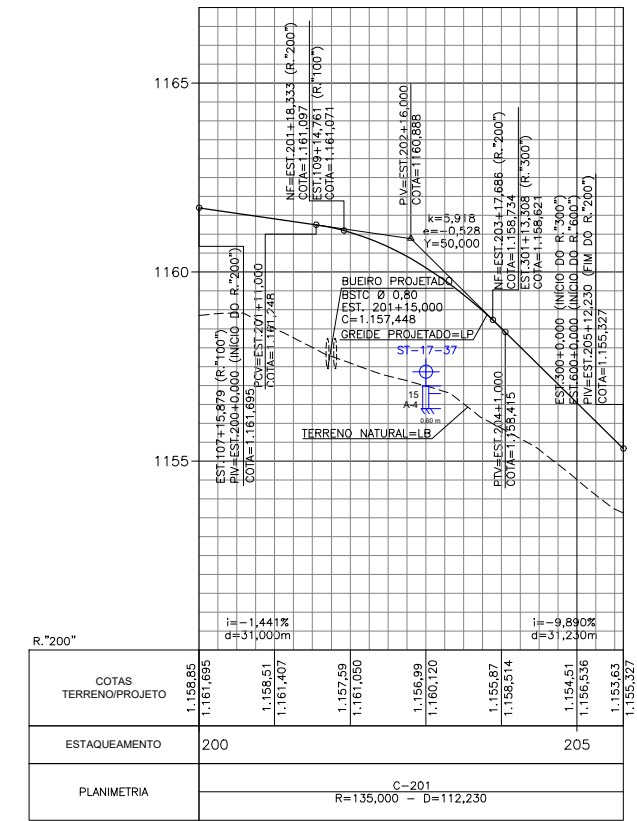 1165
1160
1155
NF=EST.201+18,333 (R."200")
COTA=1.161,097
EST.109+14,761 (R."100")
COTA=1.161,071
PIV=EST.202+16,000
COTA=1160,888
k=5,918
e=-0,528
Y=50,000
NF=EST.203+17,686 (R."200")
COTA=1.158,734
EST.301+13,308 (R."300")
COTA=1.158,621
EST.107+15,879 (R."100")
PIV=EST.200+0,000 (INÍCIO DO R."200")
COTA=1.161,695
PCV=EST.201+11,000
COTA=1.161,248
BUEIRO PROJETADO
BSTC Ø 0,80
EST. 201+15,000
C=1.157,448
GREIDE PROJETADO=LP
ST-17-37
15
A-4
0.60 m
TERRENO NATURAL=LB
PTV=EST.204+1,000
COTA=1.158,415
EST.300+0,000 (INÍCIO DO R."300")
EST.600+0,000 (INÍCIO DO R."600")
PIV=EST.205+12,230 (FIM DO R."200")
COTA=1.155,327
i=-1,441%
d=31,000m
i=-9,890%
d=31,230m
R."200"
COTAS
TERRENO/PROJETO
1.158,85
1.161,695
1.158,51
1.161,407
1.157,59
1.161,050
1.156,99
1.160,120
1.155,87
1.158,514
1.154,51
1.156,536
1.153,63
1.155,327
ESTAQUEAMENTO
200
205
PLANIMETRIA
C-201
R=135,000 - D=112,230